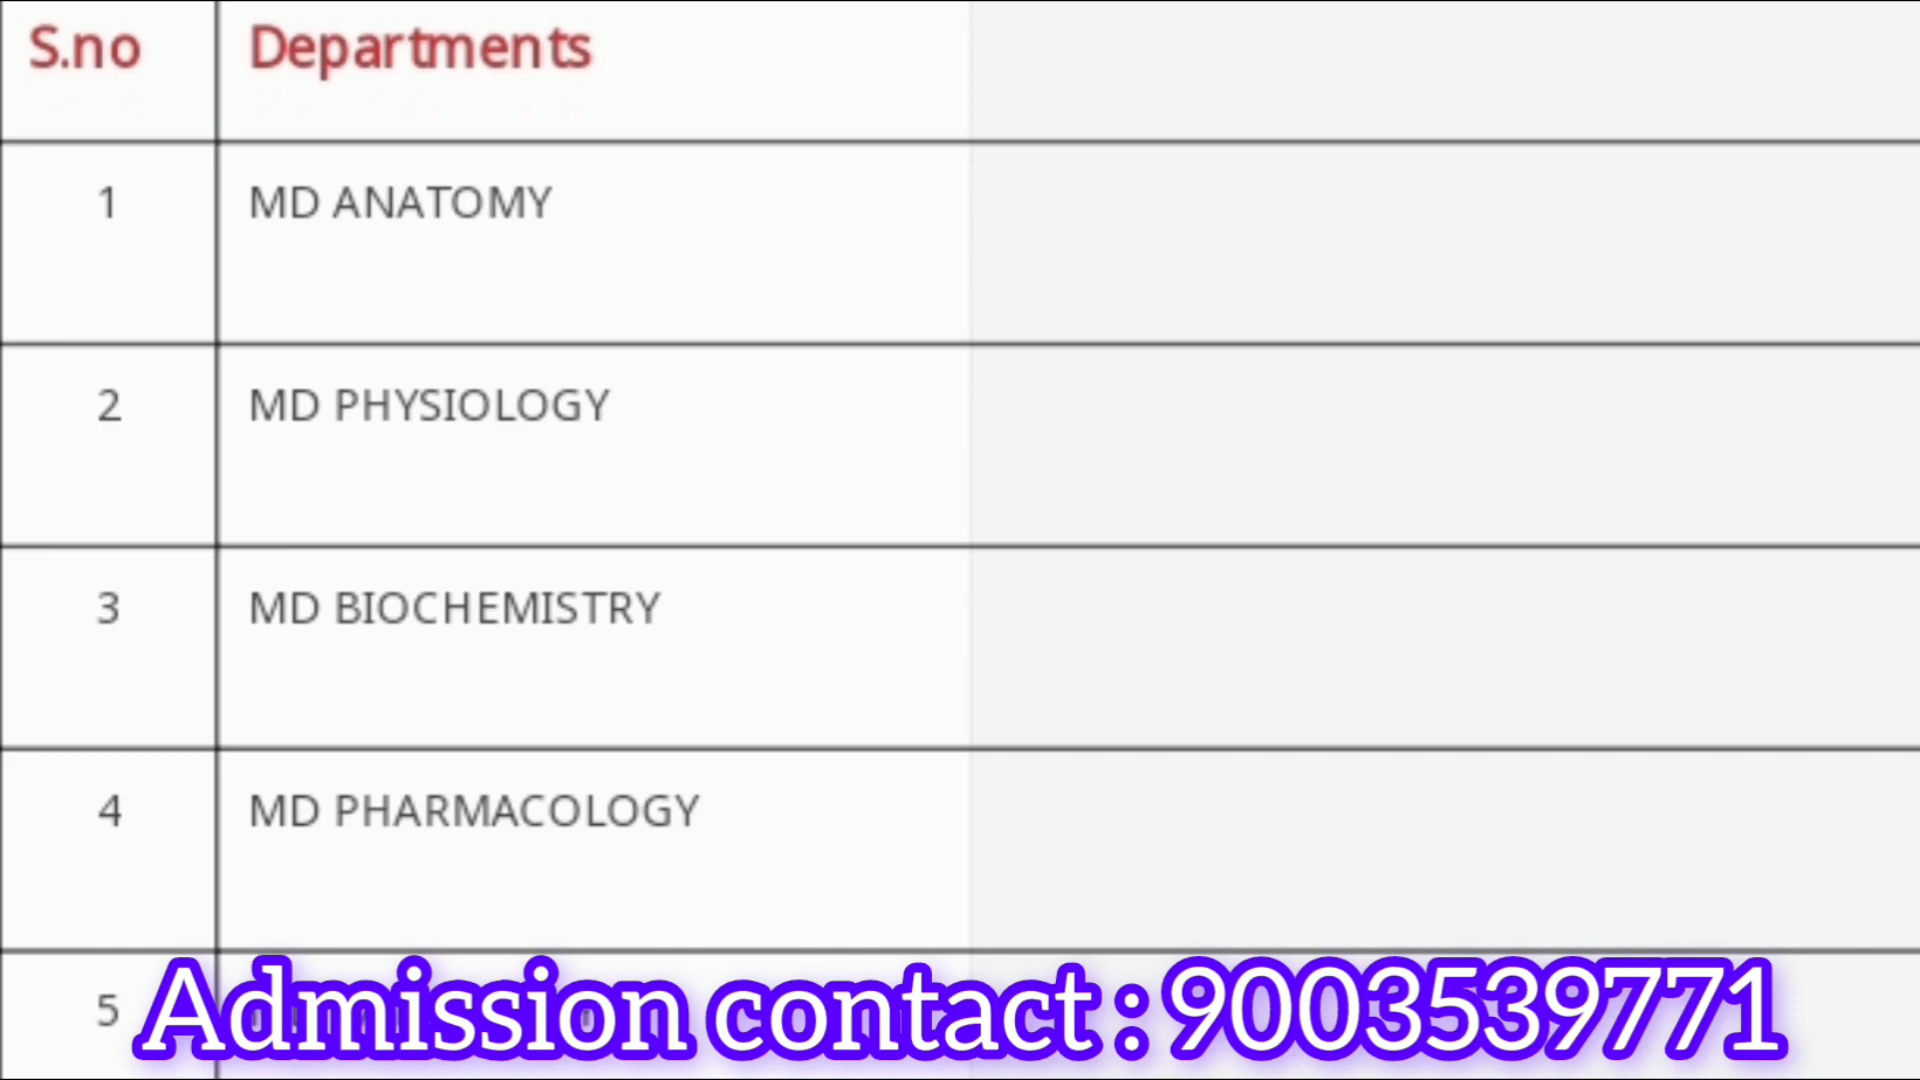 S.no Departments
1 MD ANATOMY
2 MD PHYSIOLOGY
3 MD BIOCHEMISTRY
4 MD PHARMACOLOGY
5
Admission contact : 9003539771